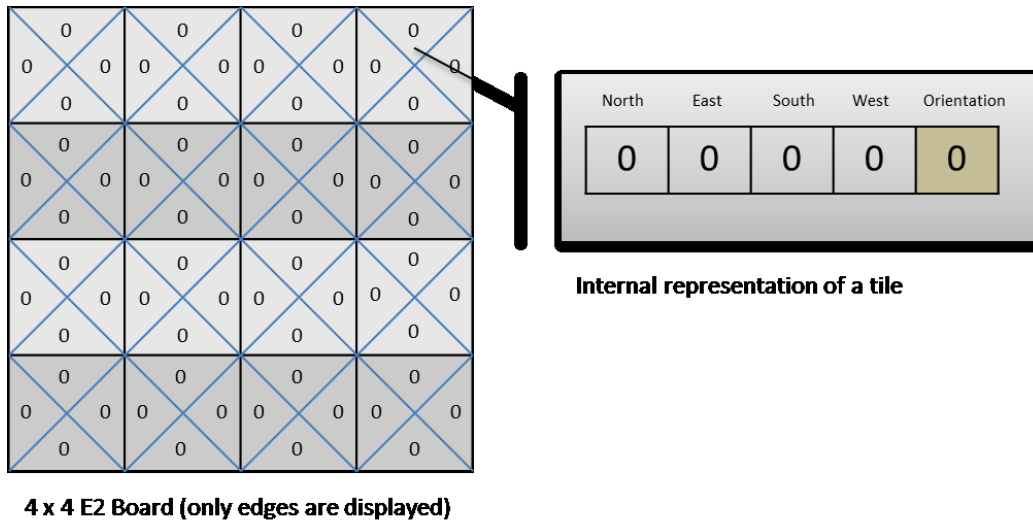 0 0 0 0
0 0 0 0 0 0 0 0
0 0 0 0
0 0 0 0
0 0 0 0 0 0 0 0
0 0 0 0
0 0 0 0
0 0 0 0 0 0 0 0
0 0 0 0
0 0 0 0
0 0 0 0 0 0 0 0
0 0 0 0
North East South West Orientation
0 0 0 0 0
Internal representation of a tile
4 x 4 E2 Board (only edges are displayed)